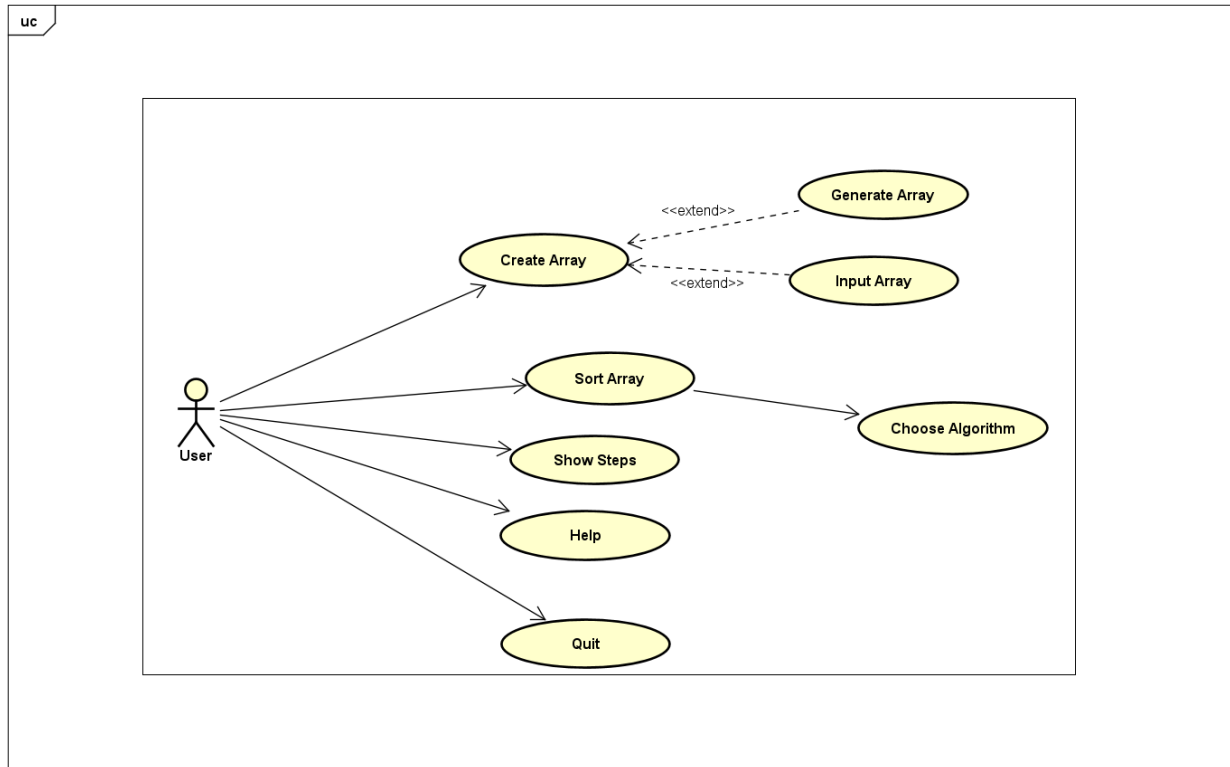 uc
Generate Array
<<extend>>
Create Array
Input Array
<<extend>>
Sort Array
Choose Algorithm
User
Show Steps
Help
Quit